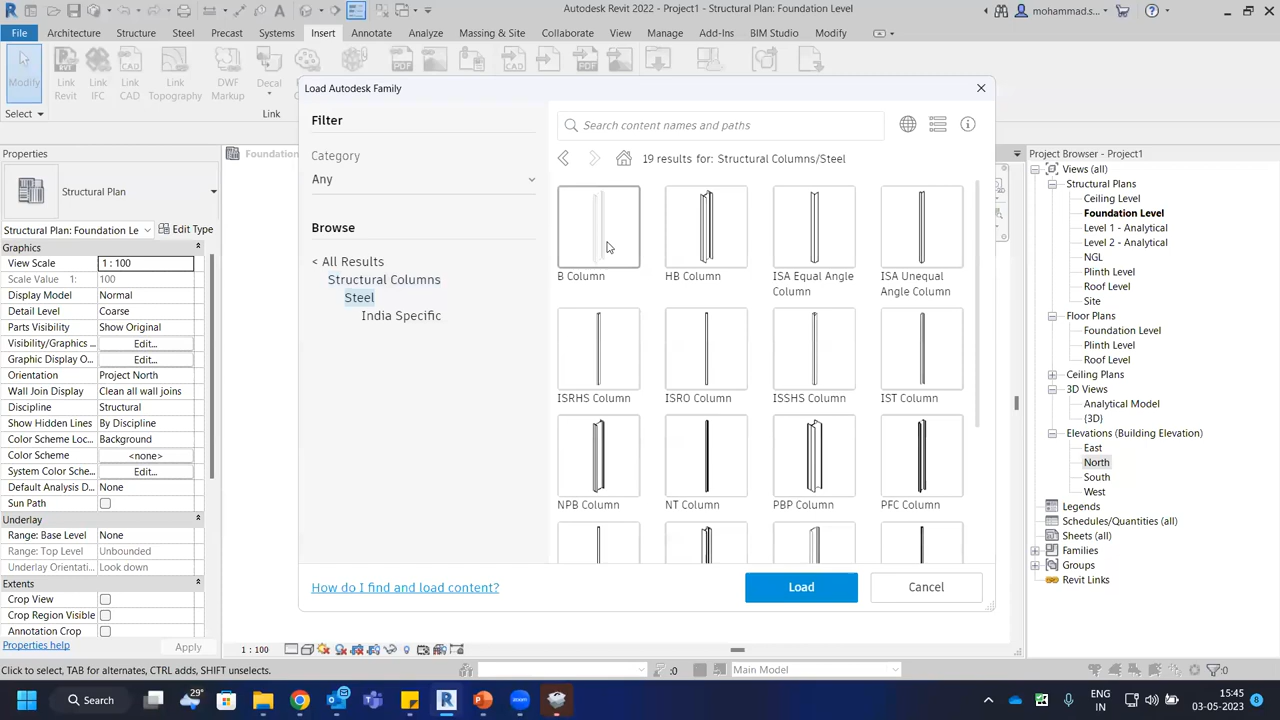 Autodesk Revit 2022 - Project1 - Structural Plan: Foundation Level
mohammad.s...
File Architecture Structure Steel Precast Systems Insert Annotate Analyze Massing & Site Collaborate View Manage Add-Ins BIM Studio Modify
Modify
Link Revit
Link IFC
Link CAD
Link Topography
DWF Markup
Decal
Select
Link
Load Autodesk Family
Filter
Category
Any
Browse
< All Results
Structural Columns
Steel
India Specific
Search content names and paths
19 results for: Structural Columns/Steel
B Column
HB Column
ISA Equal Angle Column
ISA Unequal Angle Column
ISRHS Column
ISRO Column
ISSHS Column
IST Column
NPB Column
NT Column
PBP Column
PFC Column
How do I find and load content?
Load
Cancel
Properties
Structural Plan
Structural Plan: Foundation Le
Edit Type
Graphics
View Scale 1 : 100
Scale Value 1: 100
Display Model Normal
Detail Level Coarse
Parts Visibility Show Original
Visibility/Graphics ... Edit...
Graphic Display O... Edit...
Orientation Project North
Wall Join Display Clean all wall joins
Discipline Structural
Show Hidden Lines By Discipline
Color Scheme Loc... Background
Color Scheme <none>
System Color Sche... Edit...
Default Analysis D... None
Sun Path
Underlay
Range: Base Level None
Range: Top Level Unbounded
Underlay Orientati... Look down
Extents
Crop View
Crop Region Visible
Annotation Crop
Properties help
Apply
Foundation
Project Browser - Project1
Views (all)
Structural Plans
Ceiling Level
Foundation Level
Level 1 - Analytical
Level 2 - Analytical
NGL
Plinth Level
Roof Level
Site
Floor Plans
Foundation Level
Plinth Level
Roof Level
Ceiling Plans
3D Views
Analytical Model
{3D}
Elevations (Building Elevation)
East
North
South
West
Legends
Schedules/Quantities (all)
Sheets (all)
Families
Groups
Revit Links
1 : 100
Click to select, TAB for alternates, CTRL adds, SHIFT unselects.
:0
Main Model
:0
Search
29°
ENG
IN
15:45
03-05-2023